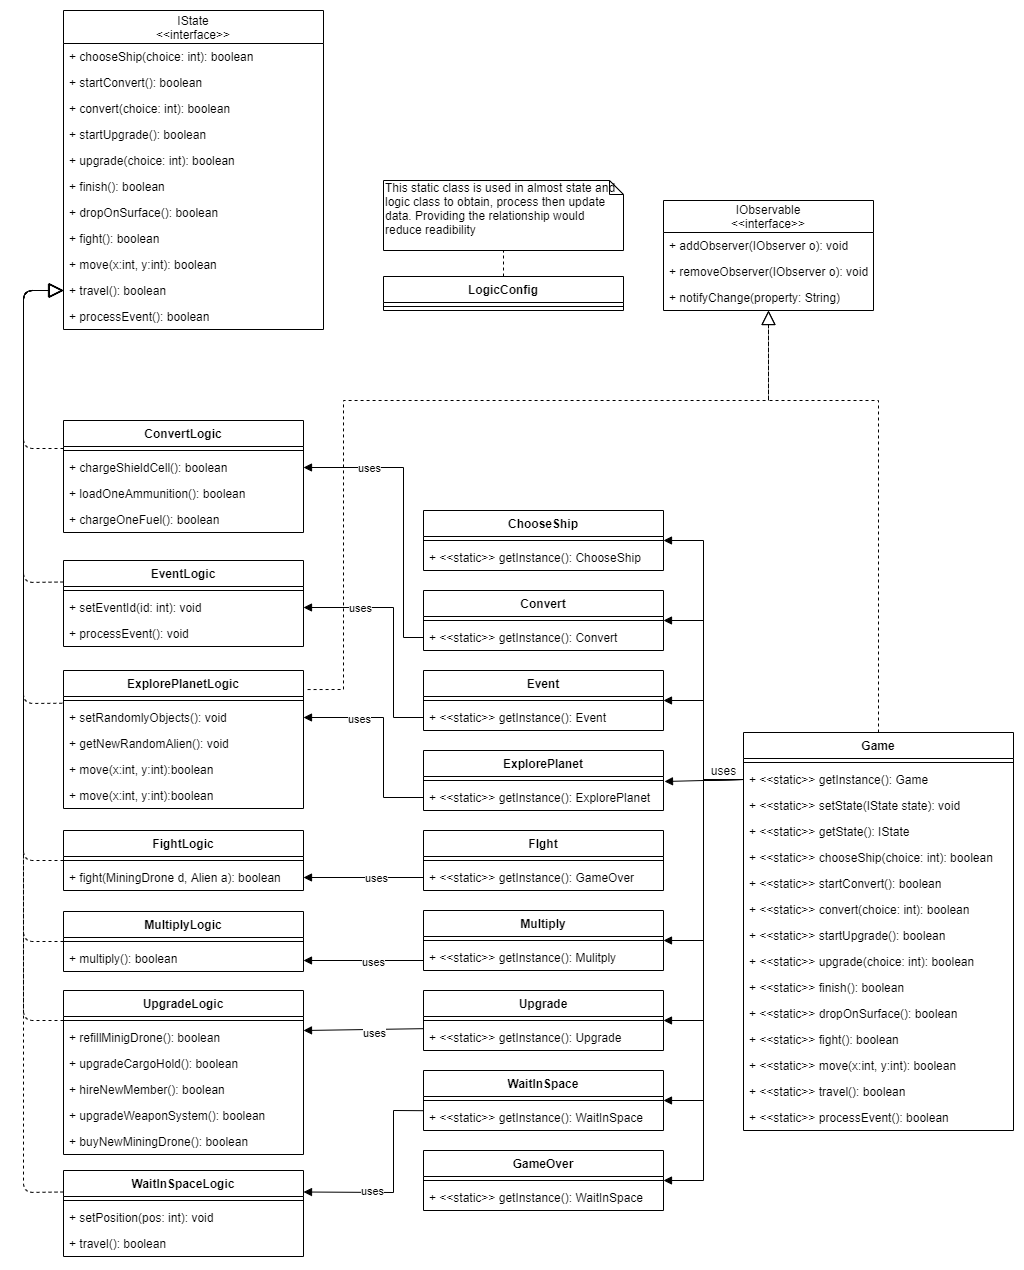 IState
<<interface>>
+ chooseShip(choice: int): boolean
+ startConvert(): boolean
+ convert(choice: int): boolean
+ startUpgrade(): boolean
+ upgrade(choice: int): boolean
+ finish(): boolean
+ dropOnSurface(): boolean
+ fight(): boolean
+ move(x:int, y:int): boolean
+ travel(): boolean
+ processEvent(): boolean
This static class is used in almost state and
logic class to obtain, process then update
data. Providing the relationship would
reduce readibility
LogicConfig
IObservable
<<interface>>
+ addObserver(IObserver o): void
+ removeObserver(IObserver o): void
+ notifyChange(property: String)
ConvertLogic
+ chargeShieldCell(): boolean
+ loadOneAmmunition(): boolean
+ chargeOneFuel(): boolean
EventLogic
+ setEventId(id: int): void
+ processEvent(): void
ExplorePlanetLogic
+ setRandomlyObjects(): void
+ getNewRandomAlien(): void
+ move(x:int, y:int):boolean
+ move(x:int, y:int):boolean
FightLogic
+ fight(MiningDrone d, Alien a): boolean
MultiplyLogic
+ multiply(): boolean
UpgradeLogic
+ refillMinigDrone(): boolean
+ upgradeCargoHold(): boolean
+ hireNewMember(): boolean
+ upgradeWeaponSystem(): boolean
+ buyNewMiningDrone(): boolean
WaitInSpaceLogic
+ setPosition(pos: int): void
+ travel(): boolean
uses
uses
uses
uses
uses
uses
uses
ChooseShip
+ <<static>> getInstance(): ChooseShip
Convert
+ <<static>> getInstance(): Convert
Event
+ <<static>> getInstance(): Event
ExplorePlanet
+ <<static>> getInstance(): ExplorePlanet
FIght
+ <<static>> getInstance(): GameOver
Multiply
+ <<static>> getInstance(): Mulitply
Upgrade
+ <<static>> getInstance(): Upgrade
WaitInSpace
+ <<static>> getInstance(): WaitInSpace
GameOver
+ <<static>> getInstance(): WaitInSpace
uses
Game
+ <<static>> getInstance(): Game
+ <<static>> setState(IState state): void
+ <<static>> getState(): IState
+ <<static>> chooseShip(choice: int): boolean
+ <<static>> startConvert(): boolean
+ <<static>> convert(choice: int): boolean
+ <<static>> startUpgrade(): boolean
+ <<static>> upgrade(choice: int): boolean
+ <<static>> finish(): boolean
+ <<static>> dropOnSurface(): boolean
+ <<static>> fight(): boolean
+ <<static>> move(x:int, y:int): boolean
+ <<static>> travel(): boolean
+ <<static>> processEvent(): boolean